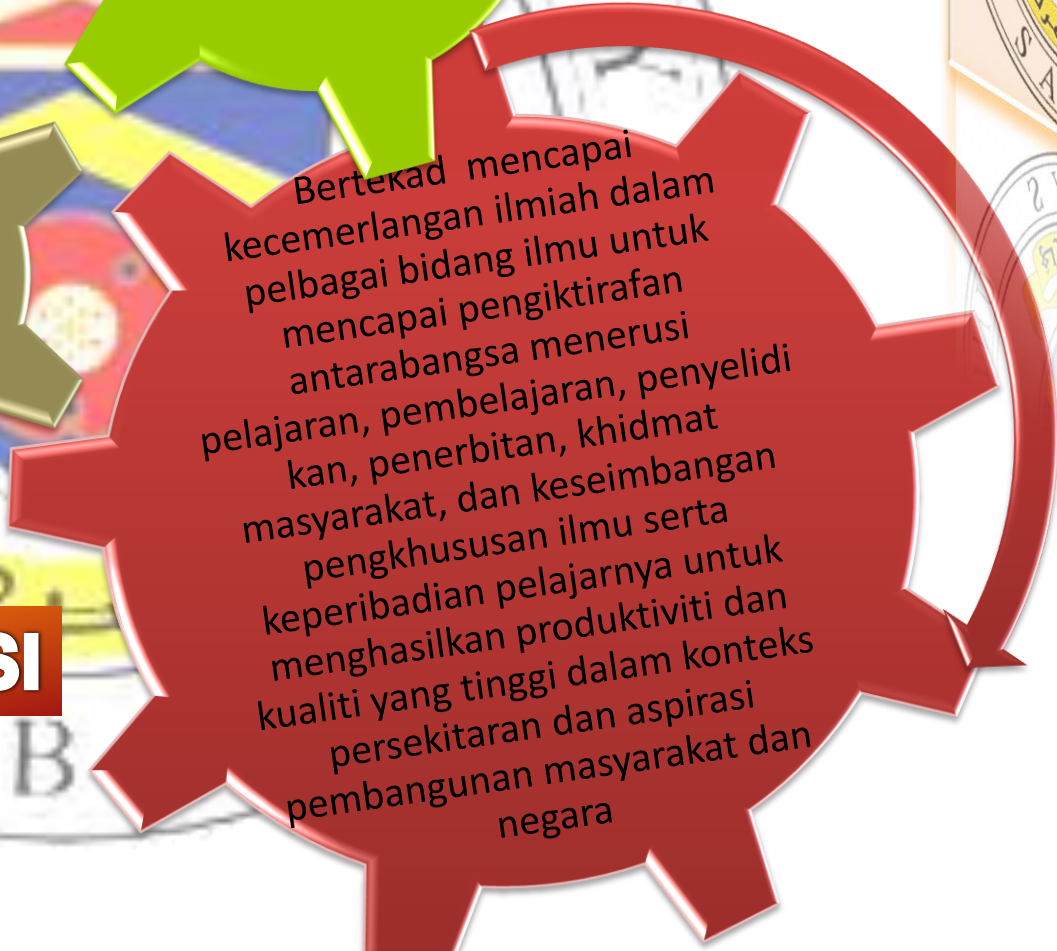 Bertekad mencapai
kecemerlangan ilmiah dalam
pelbagai bidang ilmu untuk
mencapai pengiktirafan
antarabangsa menerusi
pelajaran, pembelajaran, penyelidi
kan, penerbitan, khidmat
masyarakat, dan keseimbangan
pengkhususan ilmu serta
keperibadian pelajarnya untuk
menghasilkan produktiviti dan
kualiti yang tinggi dalam konteks
persekitaran dan aspirasi
pembangunan masyarakat dan
negara
SI
B
S A